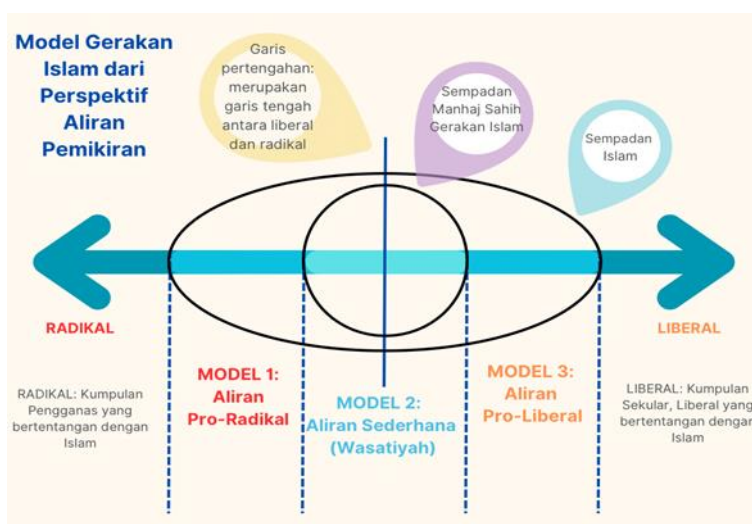 Model Gerakan
Islam dari
Perspektif
Aliran
Pemikiran
Garis
pertengahan:
merupakan
garis tengah
antara liberal
dan radikal
Sempadan
Manhaj Sahih
Gerakan Islam
Sempadan
Islam
RADIKAL
LIBERAL
RADIKAL: Kumpulan
Pengganas yang
bertentangan dengan
Islam
MODEL 1:
Aliran
Pro-Radikal
MODEL 2:
Aliran Sederhana
(Wasatiyah)
MODEL 3:
Aliran
Pro-Liberal
LIBERAL: Kumpulan
Sekular, Liberal yang
bertentangan dengan
Islam